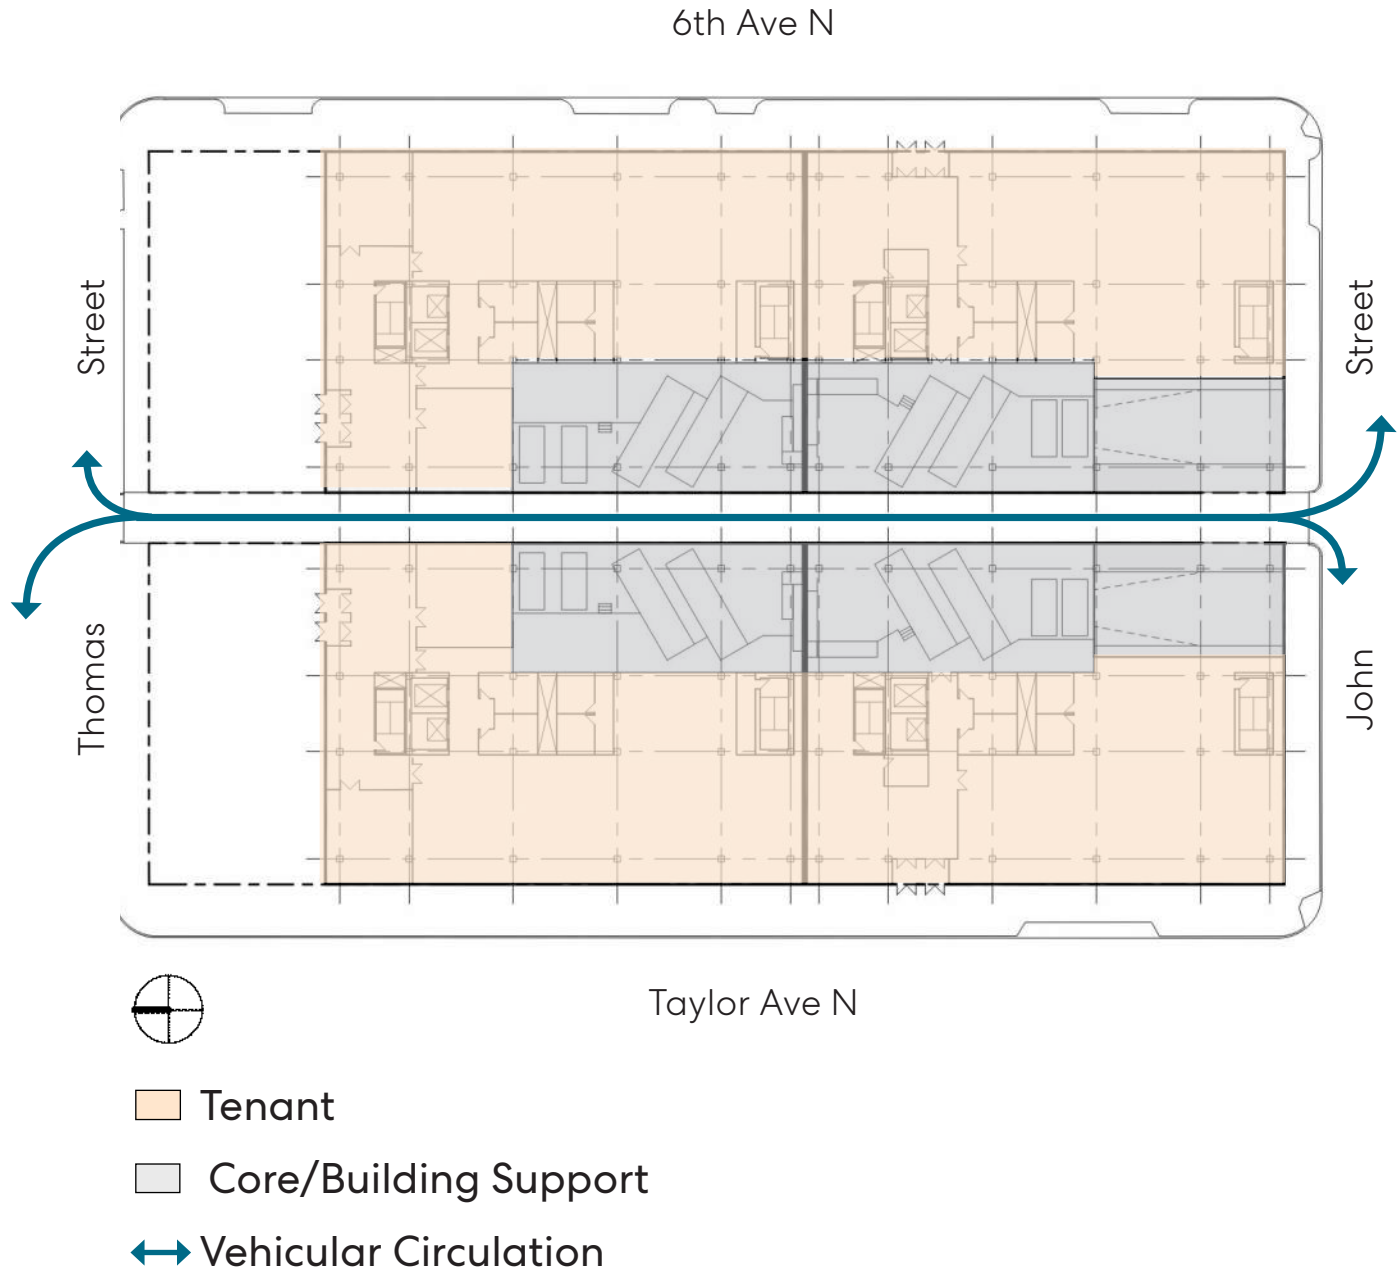 6th Ave N
Thomas Street
John Street
Taylor Ave N
Tenant
Core/Building Support
Vehicular Circulation